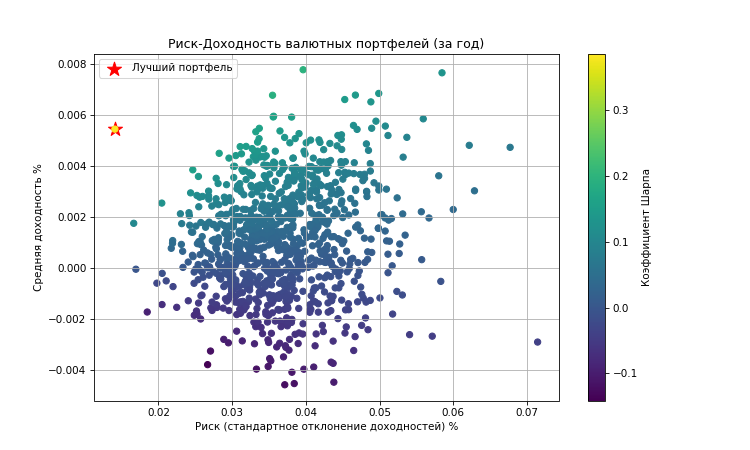 Риск-Доходность валютных портфелей (за год)
Лучший портфель
Средняя доходность %
0.008
0.006
0.004
0.002
0.000
−0.002
−0.004
0.02 0.03 0.04 0.05 0.06 0.07
Риск (стандартное отклонение доходностей) %
0.3
0.2
0.1
0.0
−0.1
Коэффициент Шарпа